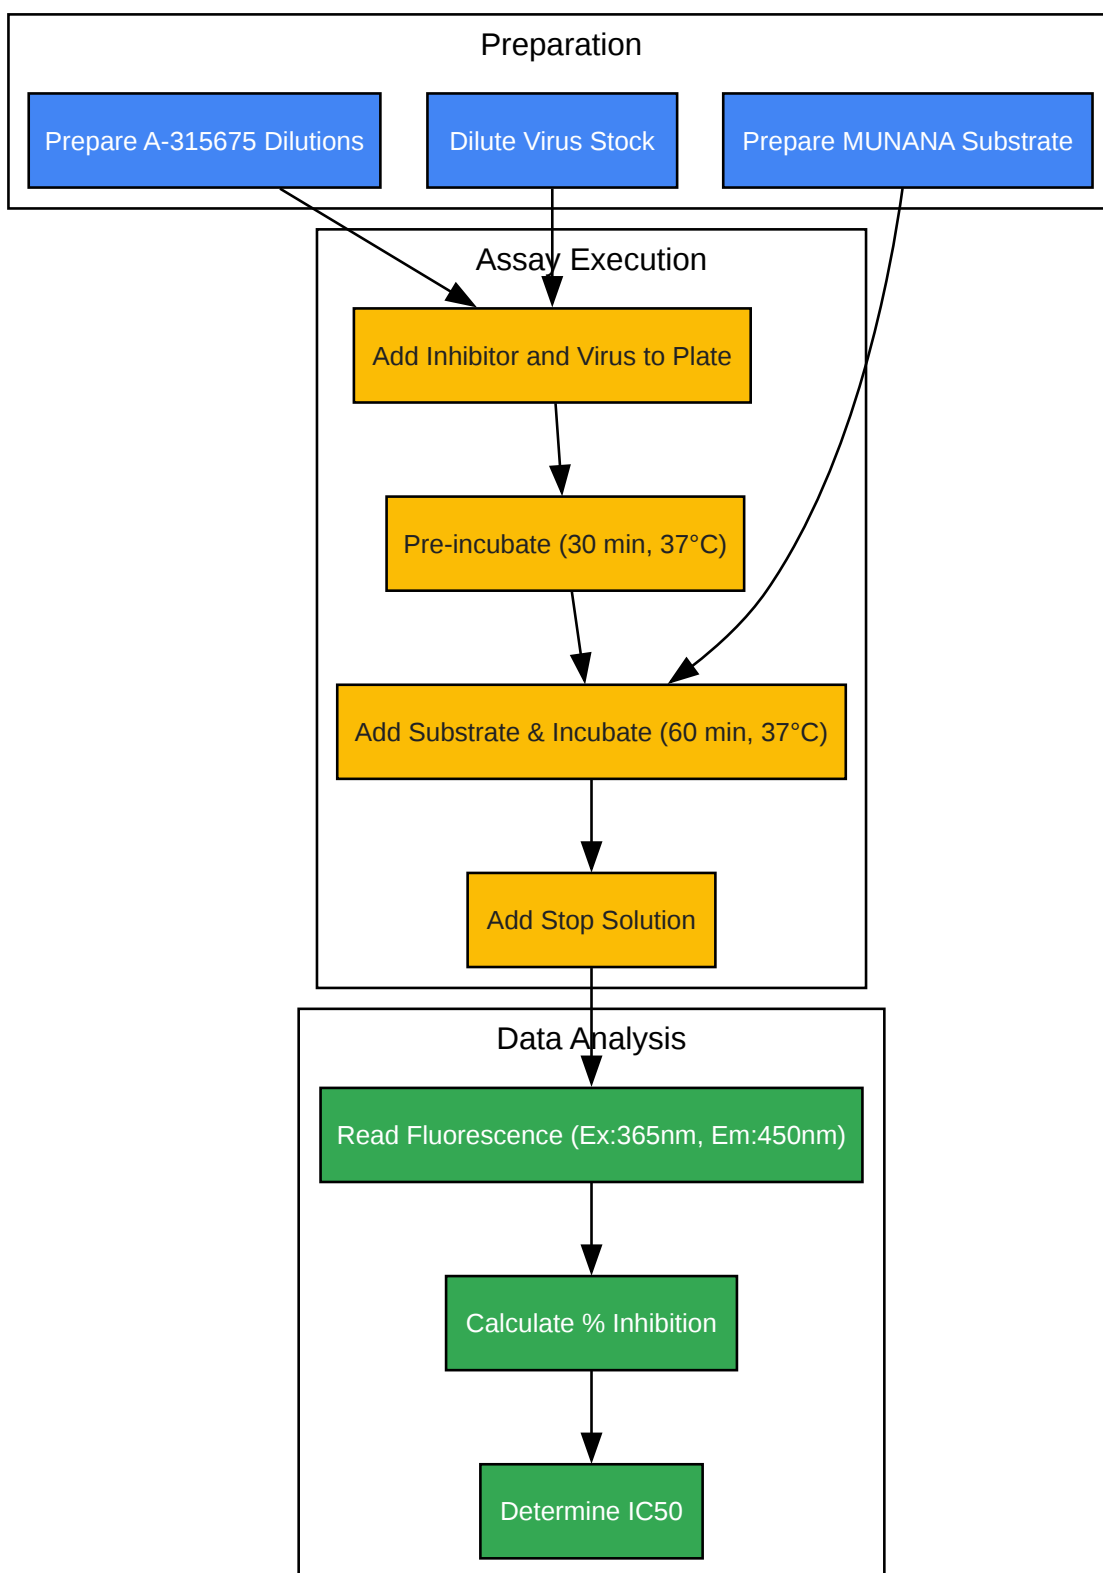 Preparation
Prepare A-315675 Dilutions
Dilute Virus Stock
Prepare MUNANA Substrate
Assay Execution
Add Inhibitor and Virus to Plate
Pre-incubate (30 min, 37°C)
Add Substrate & Incubate (60 min, 37°C)
Add Stop Solution
Data Analysis
Read Fluorescence (Ex:365nm, Em:450nm)
Calculate % Inhibition
Determine IC50